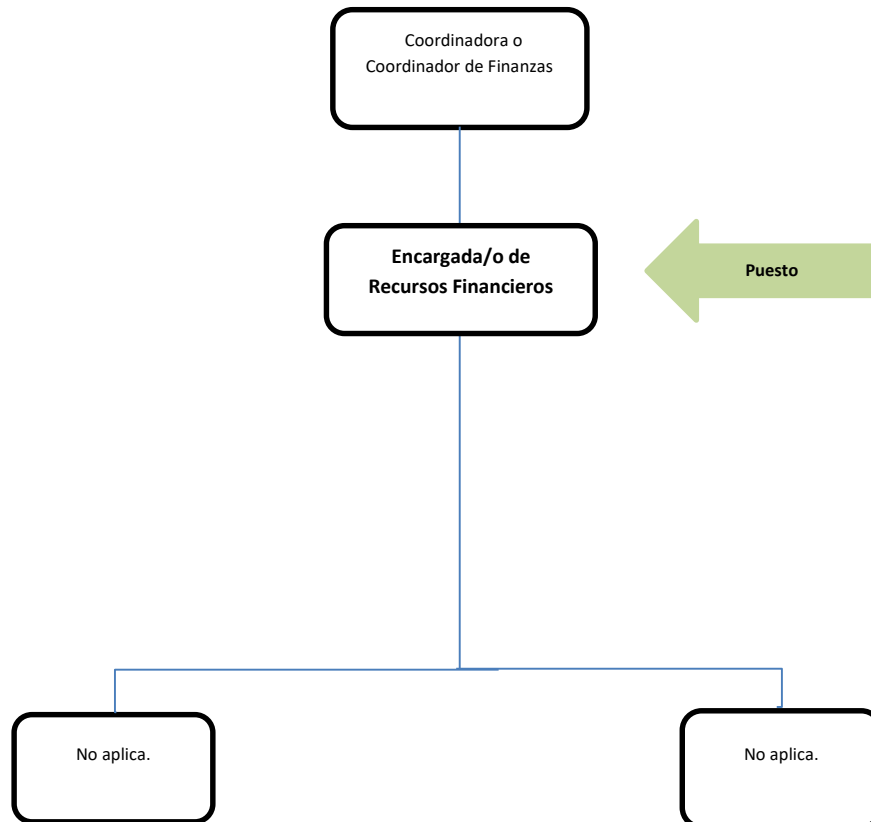 Coordinadora o
Coordinador de Finanzas
Encargada/o de
Recursos Financieros
Puesto
No aplica.
No aplica.